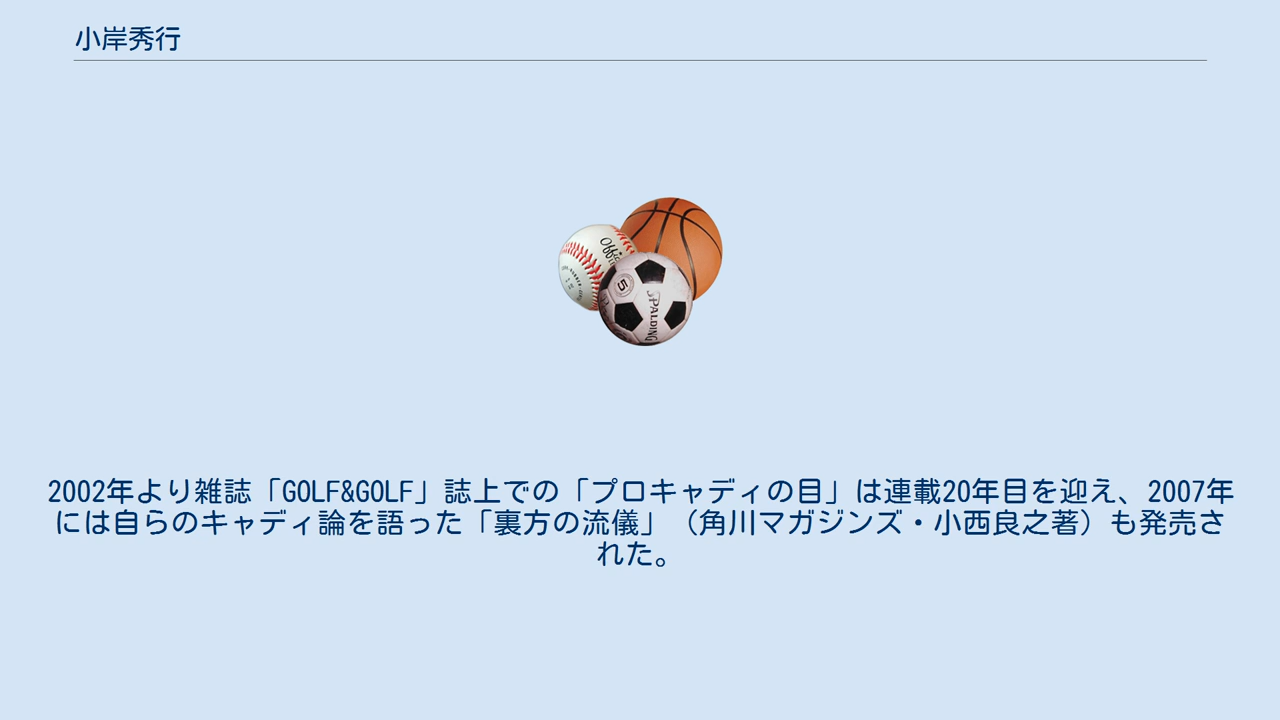 小岸秀行
Offici
5
SPALDING
2002年より雑誌「GOLF&GOLF」誌上での「プロキャディの目」は連載20年目を迎え、2007年
には自らのキャディ論を語った「裏方の流儀」（角川マガジンズ・小西良之著）も発売さ
れた。